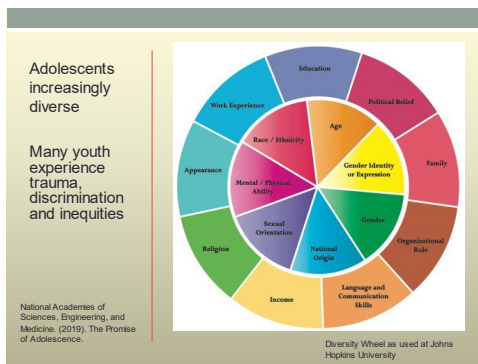 Adolescents
increasingly
diverse
Many youth
experience
trauma,
discrimination
and inequities
National Academies of
Sciences, Engineering, and
Medicine. (2019). The Promise
of Adolescence.
Education
Political Belief
Family
Organizational
Role
Language and
Communication
Skills
Income
Religion
Appearance
Work Experience
Age
Gender Identity
or Expression
Gender
National
Origin
Sexual
Orientation
Mental / Physical
Ability
Race / Ethnicity
Diversity Wheel as used at Johns
Hopkins University